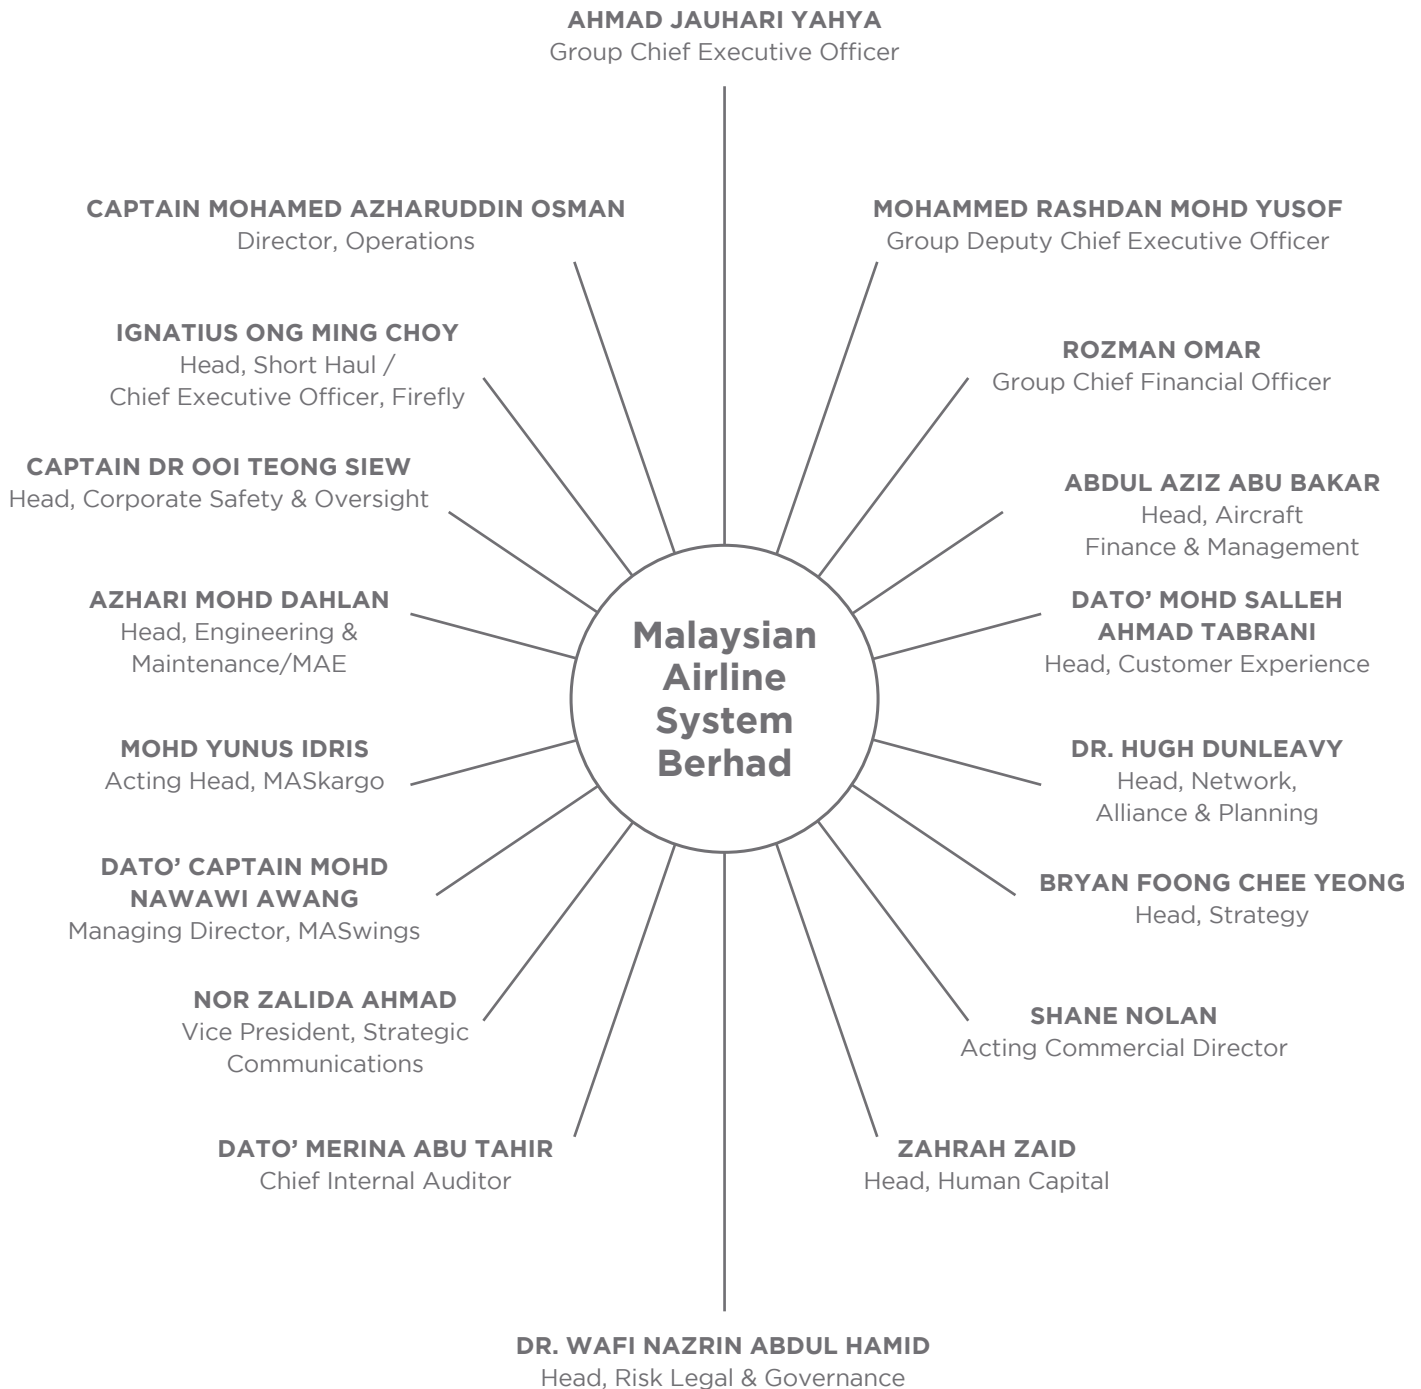 AHMAD JAUHARI YAHYA
Group Chief Executive Officer
CAPTAIN MOHAMED AZHARUDDIN OSMAN
Director, Operations
MOHAMMED RASHDAN MOHD YUSOF
Group Deputy Chief Executive Officer
IGNATIUS ONG MING CHOY
Head, Short Haul /
Chief Executive Officer, Firefly
ROZMAN OMAR
Group Chief Financial Officer
CAPTAIN DR OOI TEONG SIEW
Head, Corporate Safety & Oversight
ABDUL AZIZ ABU BAKAR
Head, Aircraft
Finance & Management
AZHARI MOHD DAHLAN
Head, Engineering &
Maintenance/MAE
DATO’ MOHD SALLEH
AHMAD TABRANI
Head, Customer Experience
Malaysian
Airline
System
Berhad
MOHD YUNUS IDRIS
Acting Head, MASkargo
DR. HUGH DUNLEAVY
Head, Network,
Alliance & Planning
DATO’ CAPTAIN MOHD
NAWAWI AWANG
Managing Director, MASwings
BRYAN FOONG CHEE YEONG
Head, Strategy
NOR ZALIDA AHMAD
Vice President, Strategic
Communications
SHANE NOLAN
Acting Commercial Director
DATO’ MERINA ABU TAHIR
Chief Internal Auditor
ZAHRAH ZAID
Head, Human Capital
DR. WAFI NAZRIN ABDUL HAMID
Head, Risk Legal & Governance